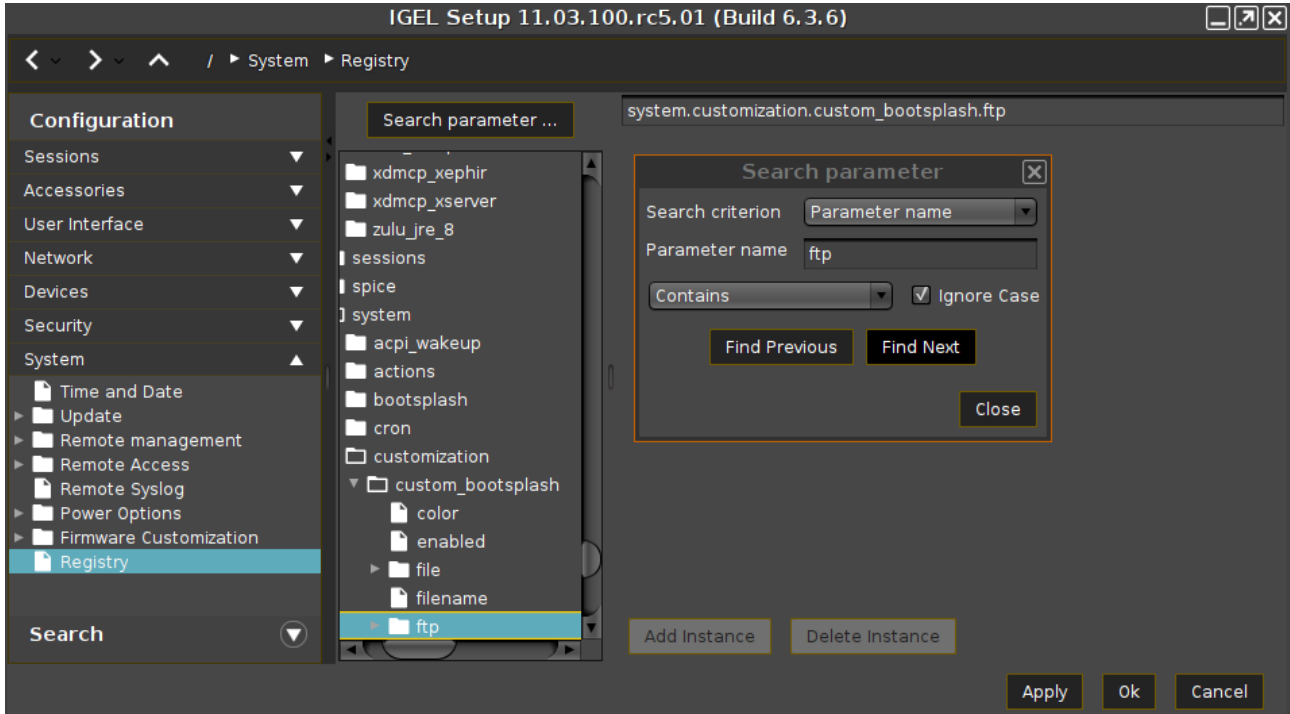 IGEL Setup 11.03.100.rc5.01 (Build 6.3.6)
/ System Registry
Configuration
Sessions
Accessories
User Interface
Network
Devices
Security
System
Time and Date
Update
Remote management
Remote Access
Remote Syslog
Power Options
Firmware Customization
Registry
Search
Search parameter ...
xdmcp_xephir
xdmcp_xserver
zulu_jre_8
sessions
spice
system
acpi_wakeup
actions
bootsplash
cron
customization
custom_bootsplash
color
enabled
file
filename
ftp
system.customization.custom_bootsplash.ftp
Search parameter
Search criterion Parameter name
Parameter name ftp
Contains Ignore Case
Find Previous Find Next
Close
Add Instance Delete Instance
Apply Ok Cancel